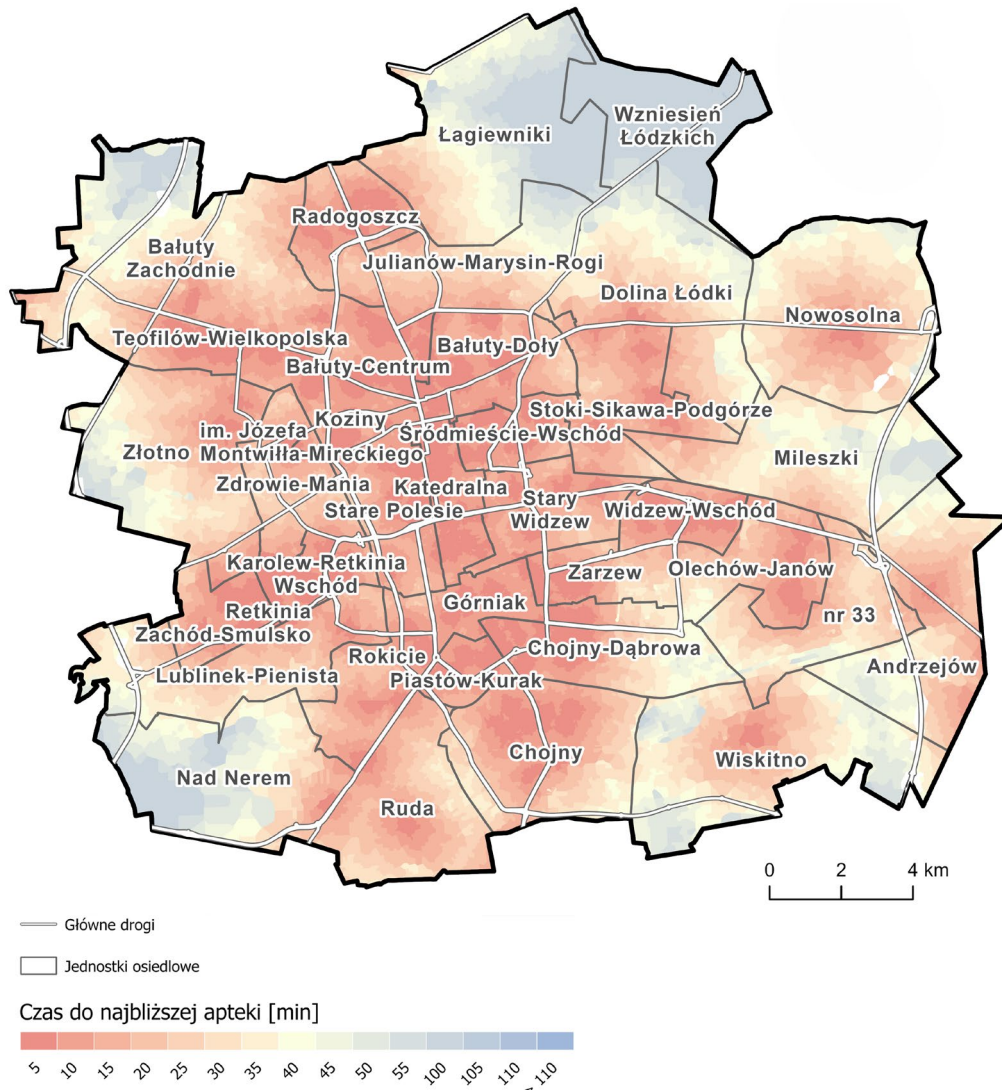 Łagiewniki
Wzniesień
Łódzkich
Radogoszcz
Bałuty
Zachodnie
Julianów-Marysin-Rogi
Dolina Łódki
Nowosolna
Teofilów-Wielkopolska
Bałuty-Doły
Bałuty-Centrum
Koziny
Stoki-Sikawa-Podgórze
im. Józefa
Montwiłła-Mireckiego
Śródmieście-Wschód
Złotno
Mileszki
Zdrowie-Mania
Katedralna
Stare Polesie
Stary
Widzew
Widzew-Wschód
Karolew-Retkinia
Wschód
Zarzew
Olechów-Janów
Retkinia
Zachód-Smulsko
Górniak
nr 33
Rokicie
Chojny-Dąbrowa
Andrzejów
Lublinek-Pienista
Piastów-Kurak
Chojny
Wiskitno
Nad Nerem
Ruda
0 2 4 km
Główne drogi
Jednostki osiedlowe
Czas do najbliższej apteki [min]
5 10 15 20 25 30 35 40 45 50 55 100 105 110 110